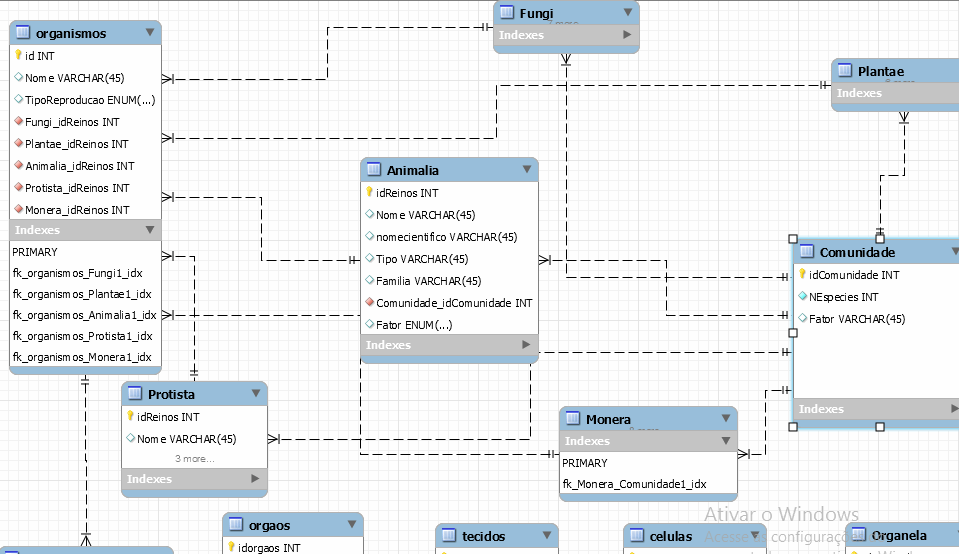 organismos
id INT
Nome VARCHAR(45)
TipoReproducao ENUM(...)
Fungi_idReinos INT
Plantae_idReinos INT
Animalia_idReinos INT
Protista_idReinos INT
Monera_idReinos INT
Indexes
PRIMARY
fk_organismos_Fungi1_idx
fk_organismos_Plantae1_idx
fk_organismos_Animalia1_idx
fk_organismos_Protista1_idx
fk_organismos_Monera1_idx
Fungi
Indexes
Plantae
Indexes
Animalia
idReinos INT
Nome VARCHAR(45)
nomecientifico VARCHAR(45)
Tipo VARCHAR(45)
Familia VARCHAR(45)
Comunidade_idComunidade INT
Fator ENUM(...)
Indexes
Comunidade
idComunidade INT
NEspecies INT
Fator VARCHAR(45)
Indexes
Protista
idReinos INT
Nome VARCHAR(45)
3 more...
Indexes
Monera
Indexes
PRIMARY
fk_Monera_Comunidade1_idx
Ativar o Windows
Acesse as configurações
orgaos
idorgaos INT
tecidos
celulas
Organela